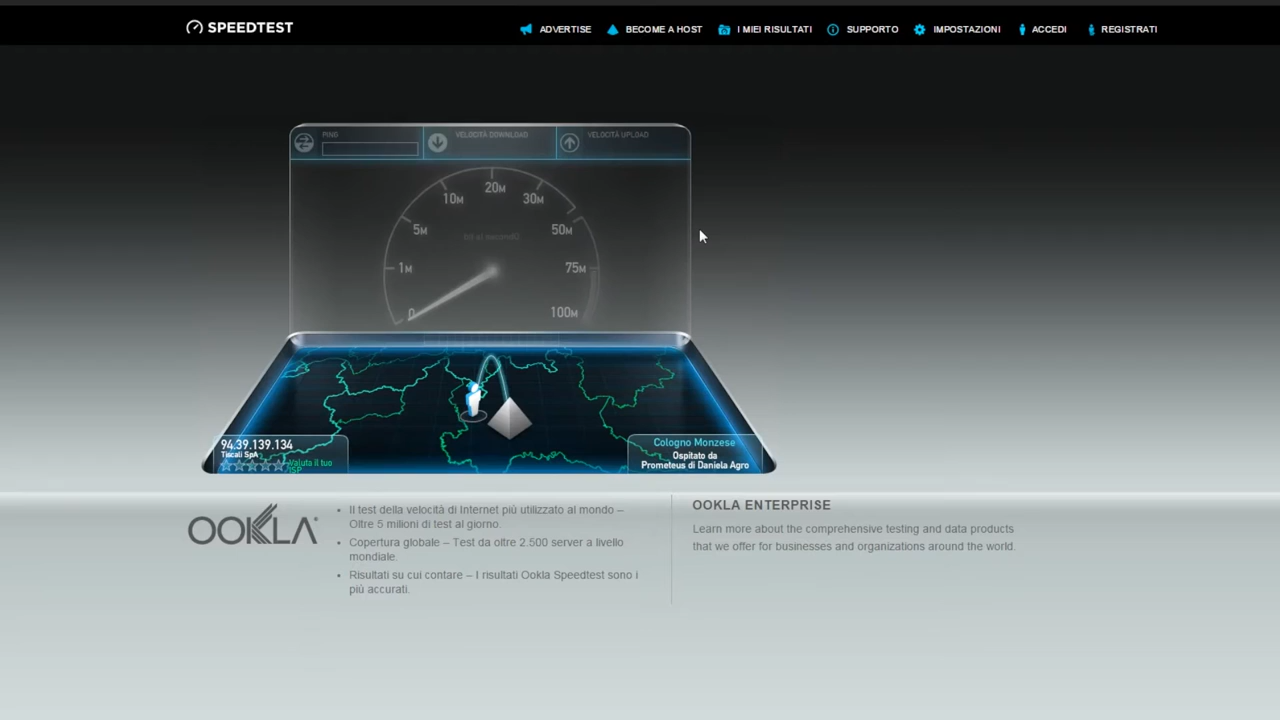 SPEEDTEST
ADVERTISE
BECOME A HOST
I MIEI RISULTATI
SUPPORTO
IMPOSTAZIONI
ACCEDI
REGISTRATI
PING
VELOCITÀ DOWNLOAD
VELOCITÀ UPLOAD
20M
10M
30M
5M
50M
1M
75M
0
100M
94.39.139.134
Tiscali SpA
Valuta il tuo
ISP
Cologno Monzese
Ospitato da
Prometeus di Daniela Agro
OOKLA
Il test della velocità di Internet più utilizzato al mondo –
Oltre 5 milioni di test al giorno.
Copertura globale – Test da oltre 2.500 server a livello
mondiale.
Risultati su cui contare – I risultati Ookla Speedtest sono i
più accurati.
OOKLA ENTERPRISE
Learn more about the comprehensive testing and data products
that we offer for businesses and organizations around the world.